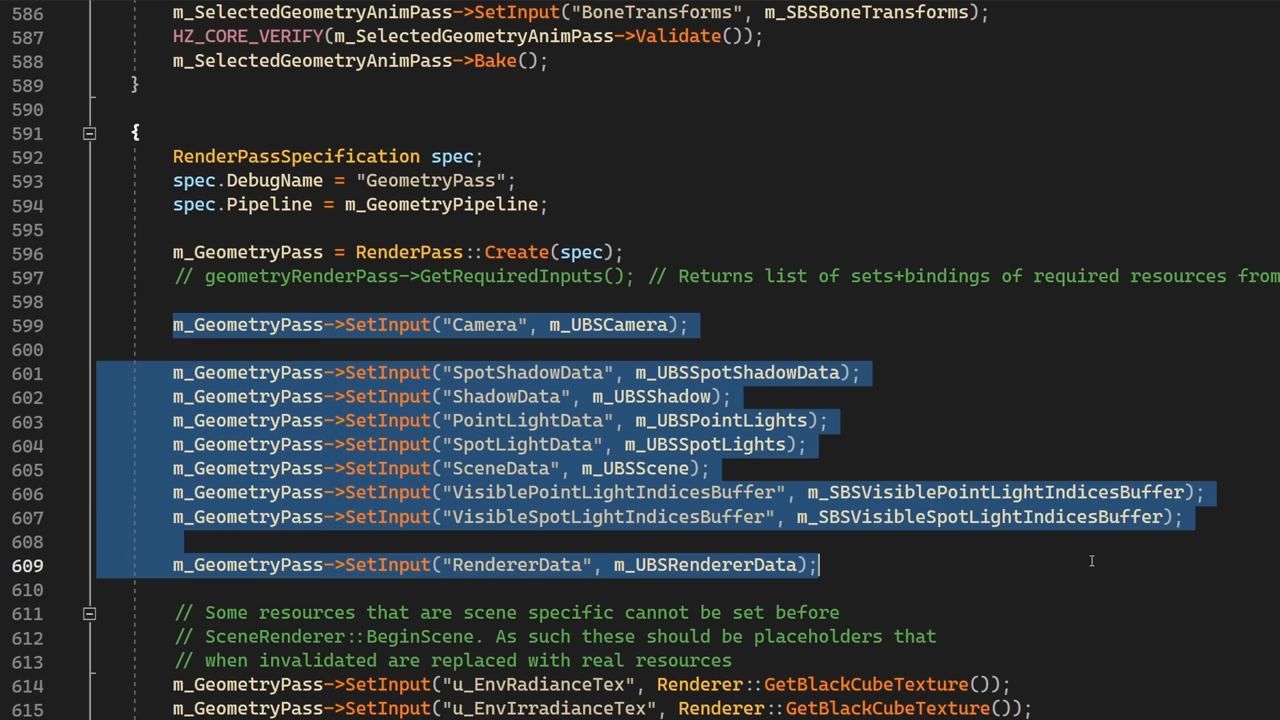 586 m_SelectedGeometryAnimPass->SetInput("BoneTransforms", m_SBSBoneTransforms);
587 HZ_CORE_VERIFY(m_SelectedGeometryAnimPass->Validate());
588 m_SelectedGeometryAnimPass->Bake();
589 }
590
591 {
592 RenderPassSpecification spec;
593 spec.DebugName = "GeometryPass";
594 spec.Pipeline = m_GeometryPipeline;
595
596 m_GeometryPass = RenderPass::Create(spec);
597 // geometryRenderPass->GetRequiredInputs(); // Returns list of sets+bindings of required resources from
598
599 m_GeometryPass->SetInput("Camera", m_UBSCamera);
600
601 m_GeometryPass->SetInput("SpotShadowData", m_UBSSpotShadowData);
602 m_GeometryPass->SetInput("ShadowData", m_UBSShadow);
603 m_GeometryPass->SetInput("PointLightData", m_UBSPointLights);
604 m_GeometryPass->SetInput("SpotLightData", m_UBSSpotLights);
605 m_GeometryPass->SetInput("SceneData", m_UBSScene);
606 m_GeometryPass->SetInput("VisiblePointLightIndicesBuffer", m_SBSVisiblePointLightIndicesBuffer);
607 m_GeometryPass->SetInput("VisibleSpotLightIndicesBuffer", m_SBSVisibleSpotLightIndicesBuffer);
608
609 m_GeometryPass->SetInput("RendererData", m_UBSRendererData);
610
611 // Some resources that are scene specific cannot be set before
612 // SceneRenderer::BeginScene. As such these should be placeholders that
613 // when invalidated are replaced with real resources
614 m_GeometryPass->SetInput("u_EnvRadianceTex", Renderer::GetBlackCubeTexture());
615 m_GeometryPass->SetInput("u_EnvIrradianceTex", Renderer::GetBlackCubeTexture());